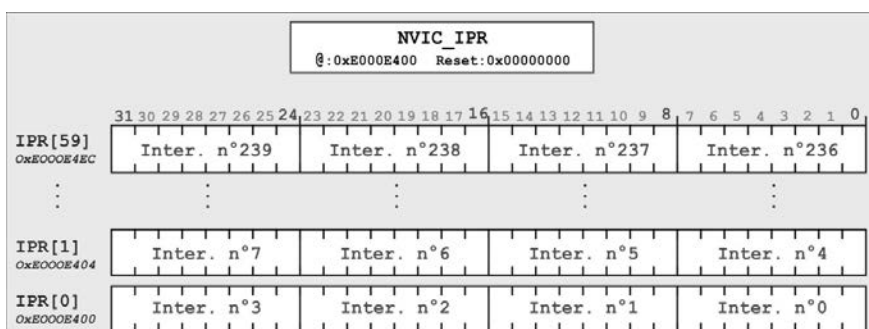 NVIC_IPR
@:0xE000E400 Reset:0x00000000
31 30 29 28 27 26 25 24 23 22 21 20 19 18 17 16 15 14 13 12 11 10 9 8 7 6 5 4 3 2 1 0
IPR[59] Inter. n°239 Inter. n°238 Inter. n°237 Inter. n°236
0xE000E4EC
IPR[1] Inter. n°7 Inter. n°6 Inter. n°5 Inter. n°4
0xE000E404
IPR[0] Inter. n°3 Inter. n°2 Inter. n°1 Inter. n°0
0xE000E400